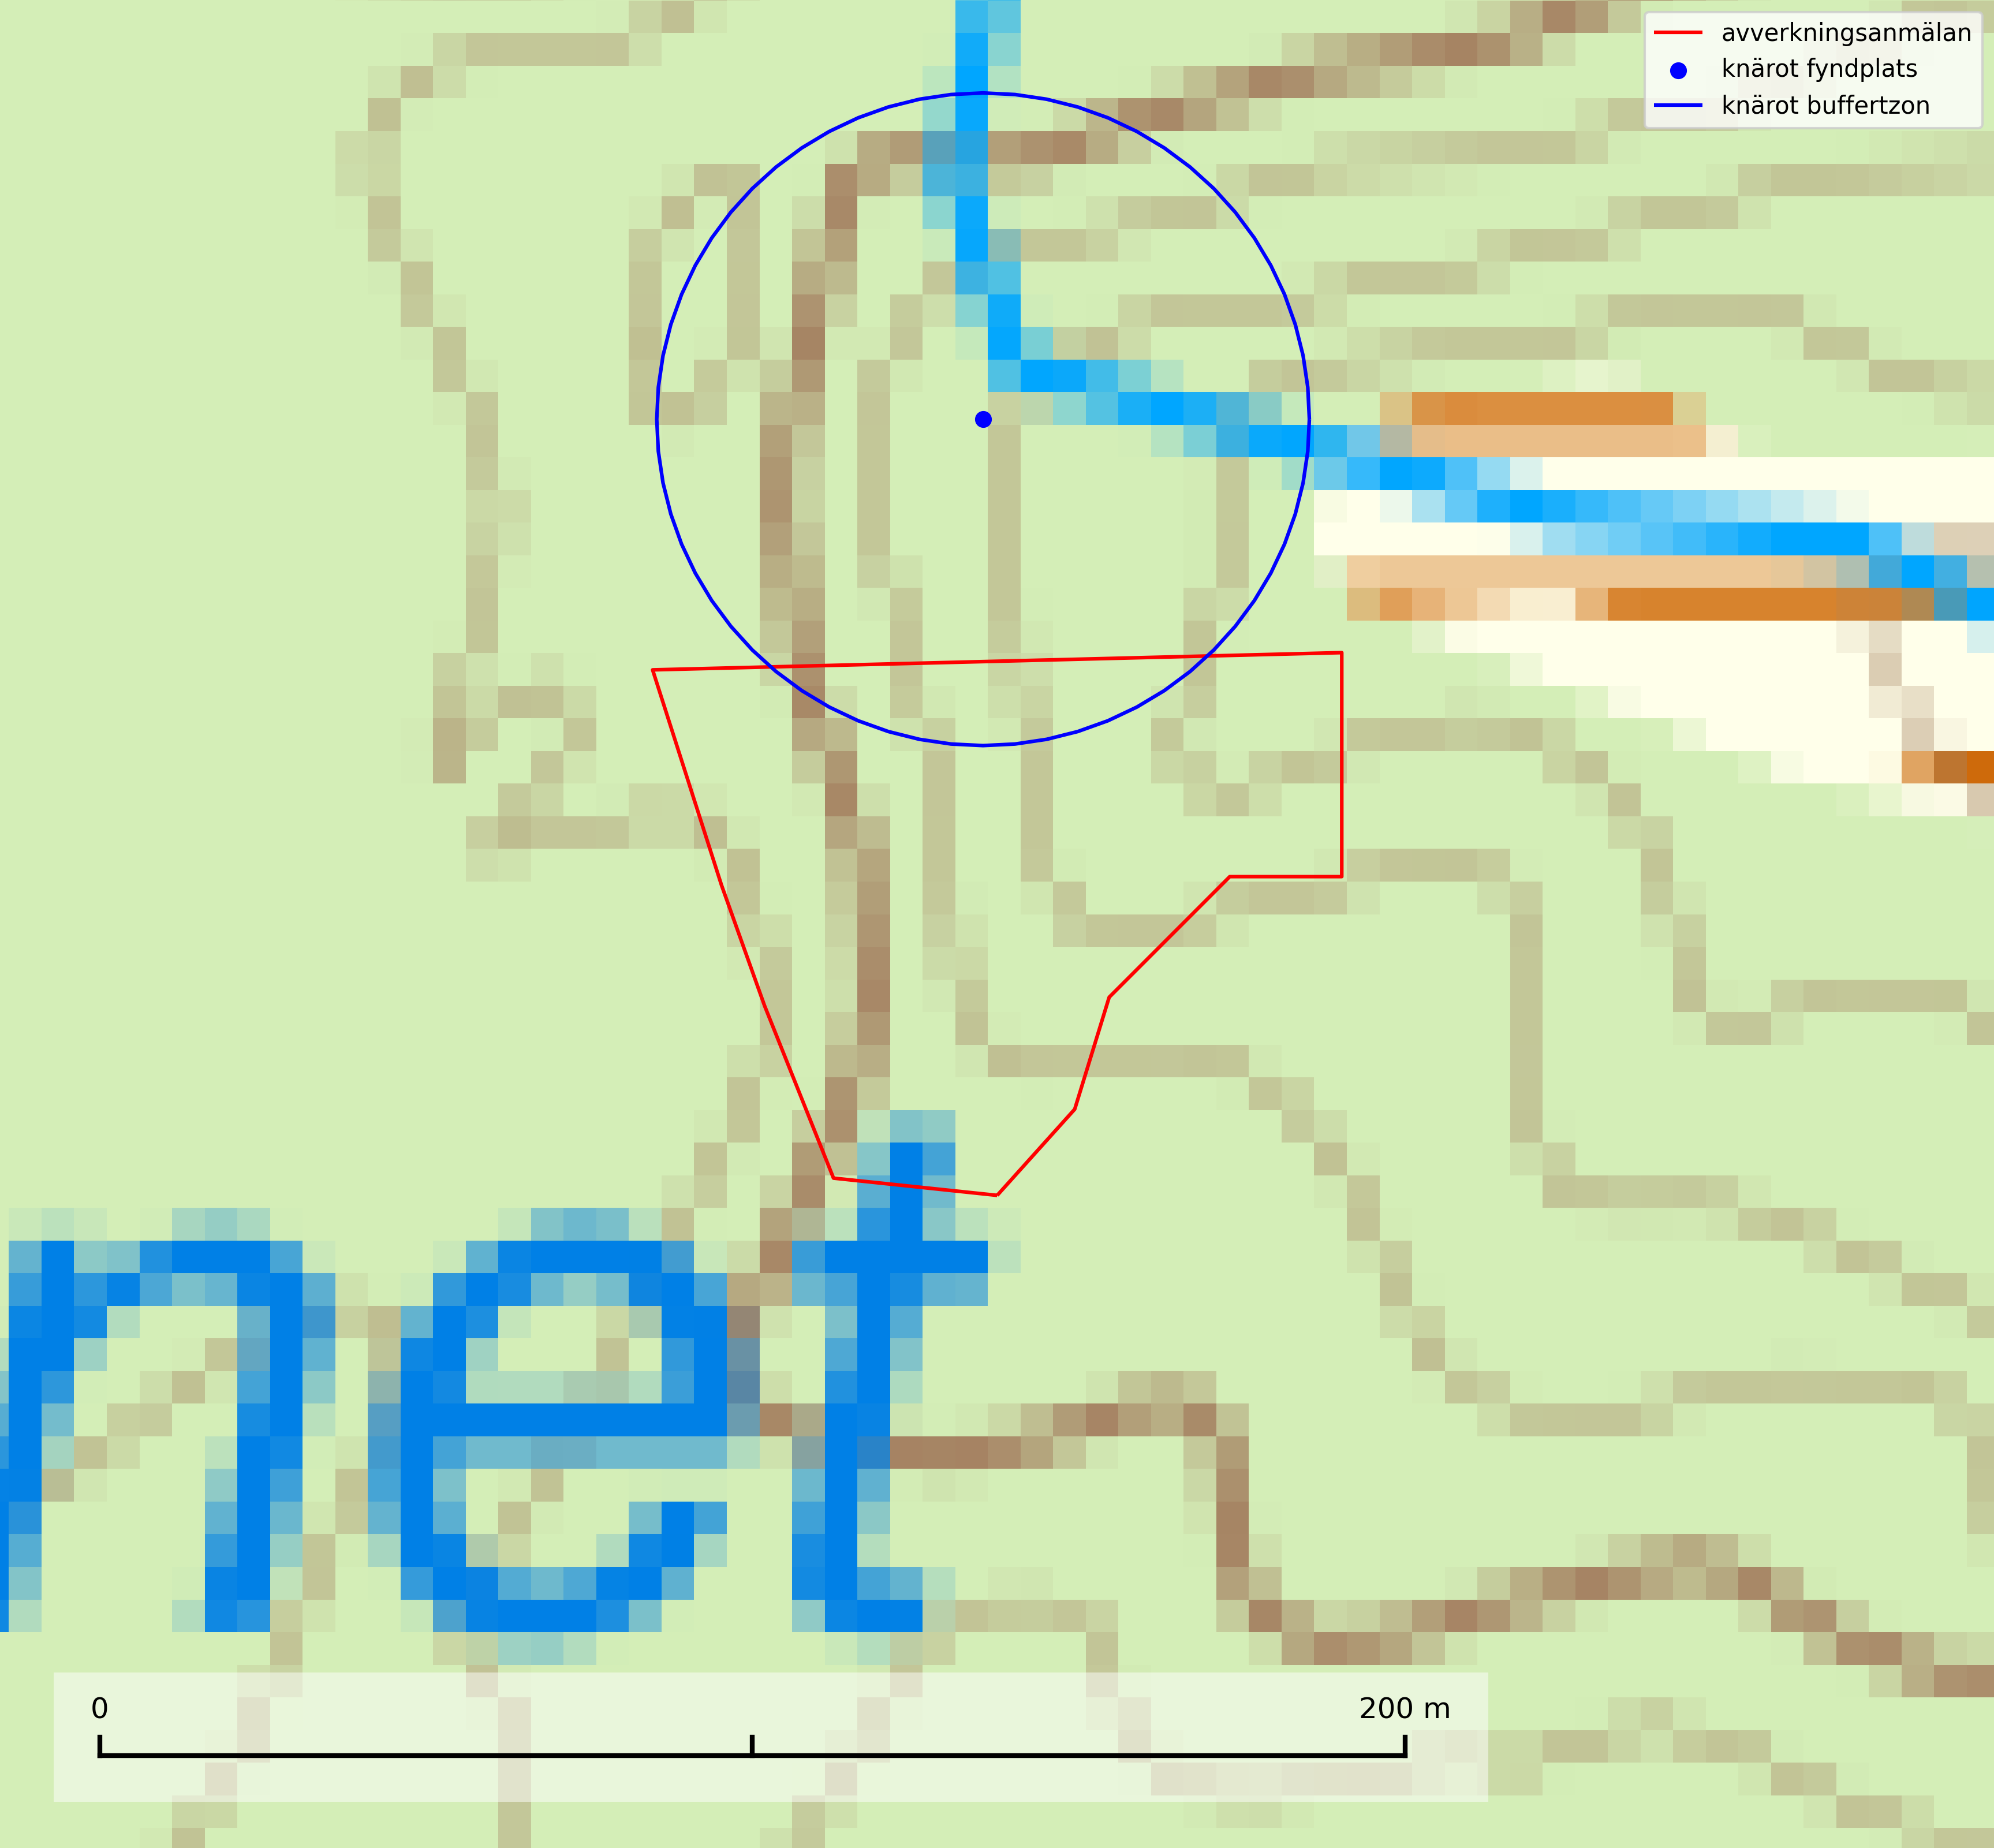 avverkningsanmälan
knärot fyndplats
knärot buffertzon
net
0 200 m